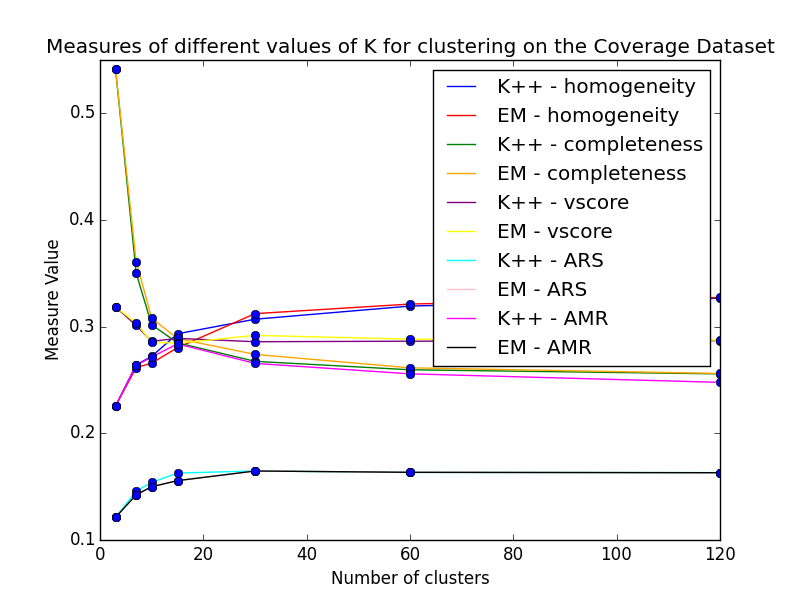 Measures of different values of K for clustering on the Coverage Dataset
K++ - homogeneity
EM - homogeneity
K++ - completeness
EM - completeness
K++ - vscore
EM - vscore
K++ - ARS
EM - ARS
K++ - AMR
EM - AMR
Measure Value
0.5
0.4
0.3
0.2
0.1
0 20 40 60 80 100 120
Number of clusters